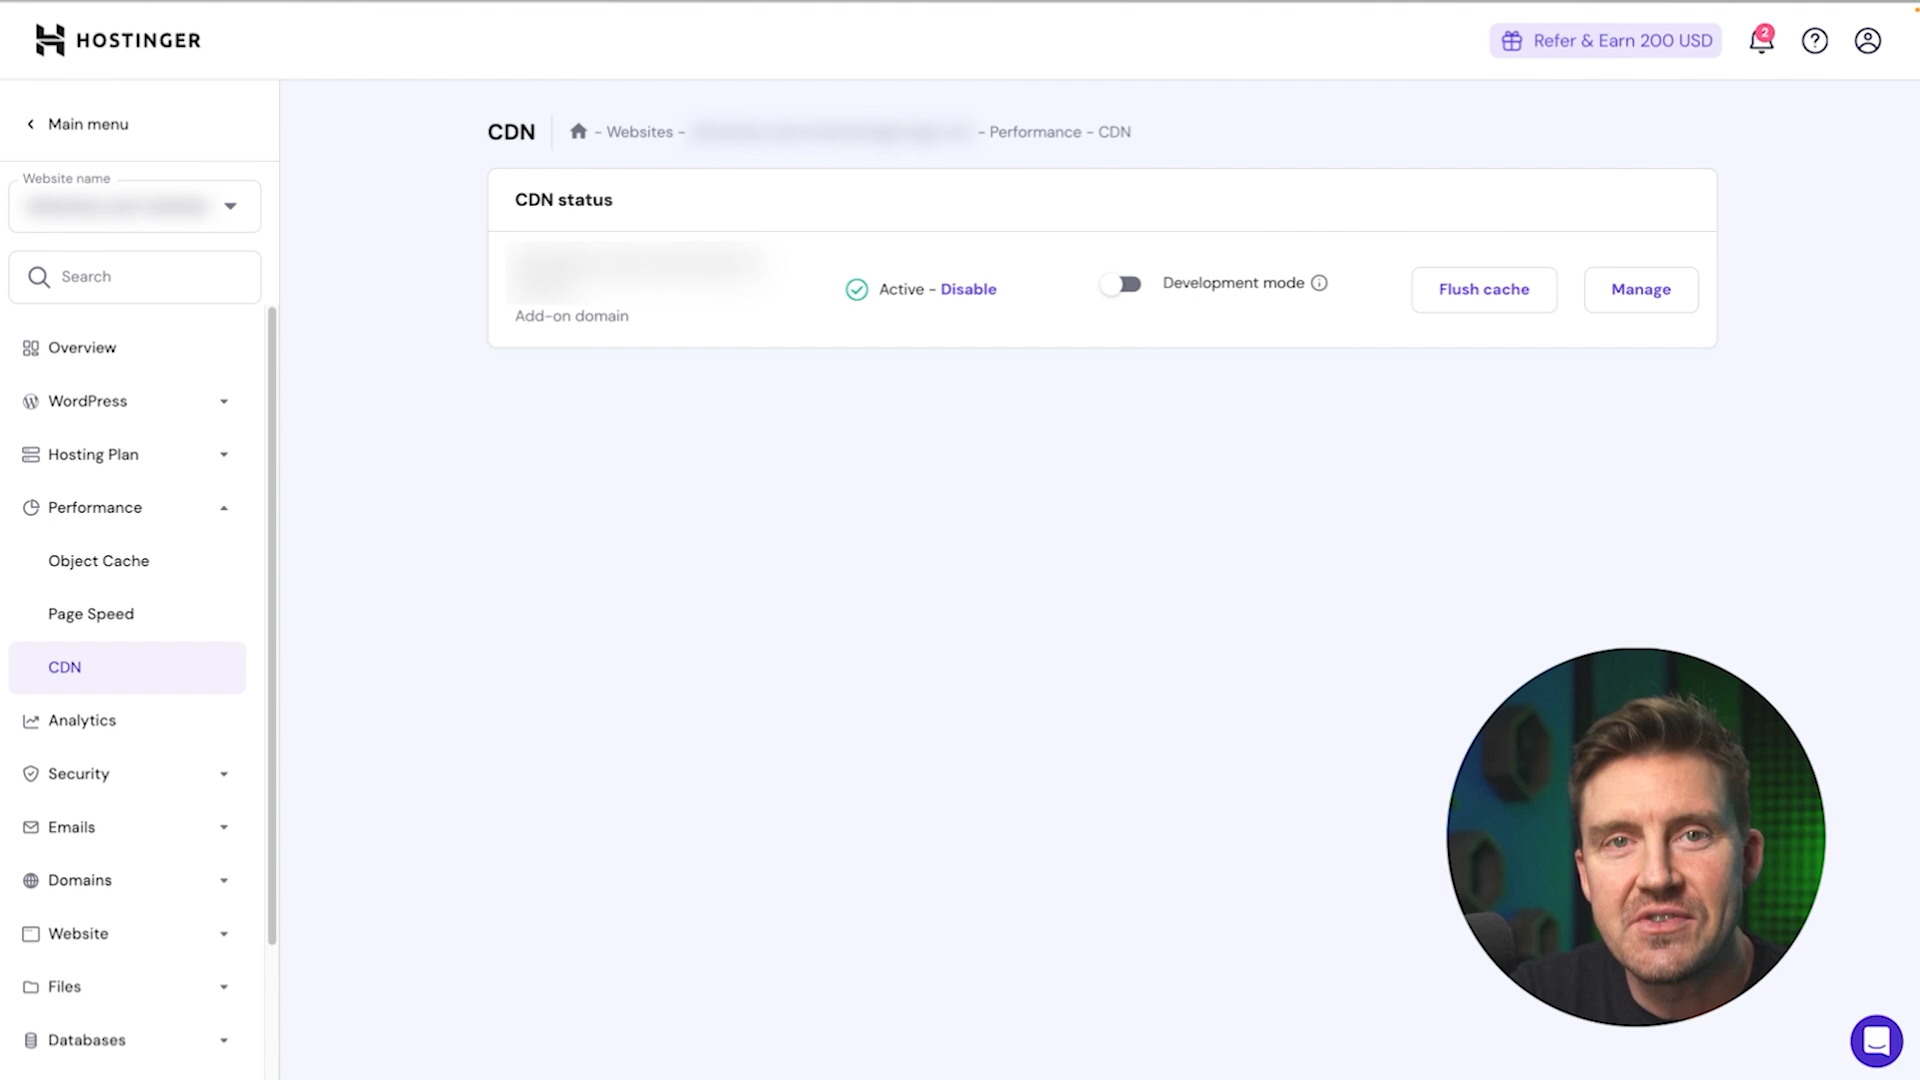 HOSTINGER
Refer & Earn 200 USD
2
Main menu
Website name
Search
Overview
WordPress
Hosting Plan
Performance
Object Cache
Page Speed
CDN
Analytics
Security
Emails
Domains
Website
Files
Databases
CDN
- Websites - - Performance - CDN
CDN status
Add-on domain
Active - Disable
Development mode
Flush cache
Manage